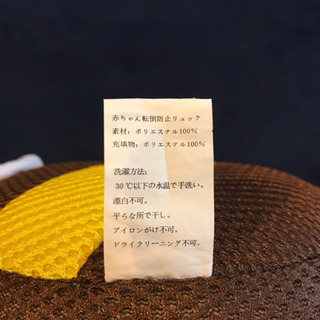 赤ちゃん転倒防止リュック
素材：ポリエステル100%
充填物：ポリエステル100%
洗濯方法：
30℃以下の水温で手洗い。
漂白不可。
平らな所で干し。
アイロンがけ不可。
ドライクリーニング不可。